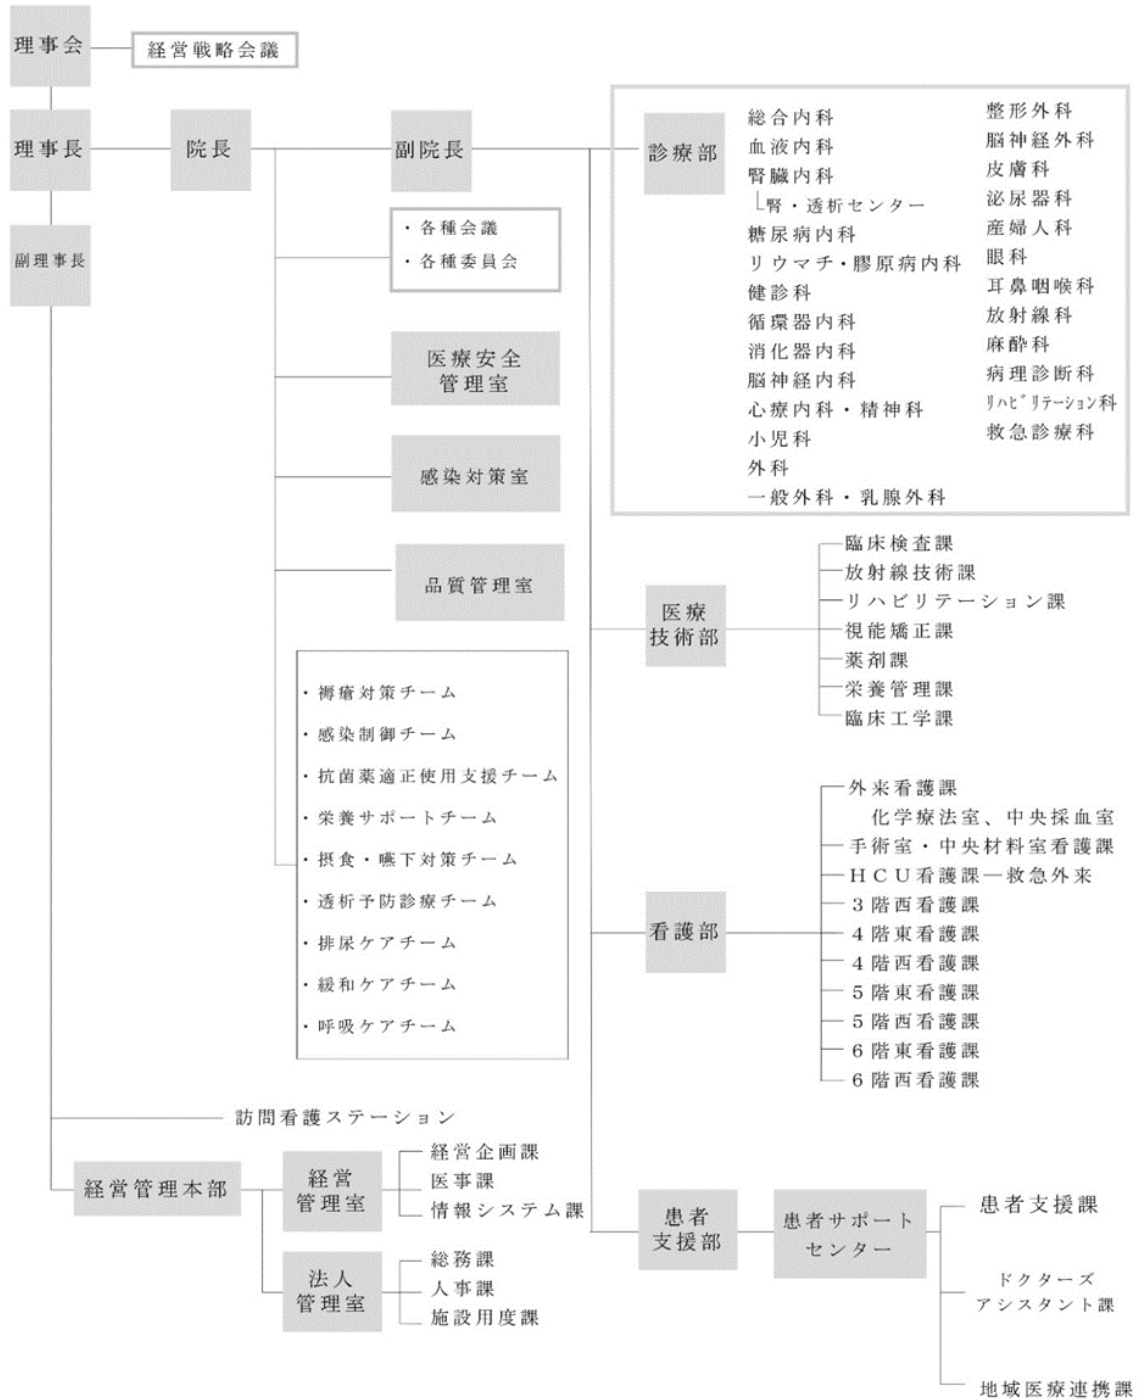 理事会
経営戦略会議
理事長
院長
副院長
副理事長
・各種会議
・各種委員会
医療安全
管理室
感染対策室
品質管理室
・褥瘡対策チーム
・感染制御チーム
・抗菌薬適正使用支援チーム
・栄養サポートチーム
・摂食・嚥下対策チーム
・透析予防診療チーム
・排尿ケアチーム
・緩和ケアチーム
・呼吸ケアチーム
診療部
総合内科
血液内科
腎臓内科
└腎・透析センター
糖尿病内科
リウマチ・膠原病内科
健診科
循環器内科
消化器内科
脳神経内科
心療内科・精神科
小児科
外科
一般外科・乳腺外科
整形外科
脳神経外科
皮膚科
泌尿器科
産婦人科
眼科
耳鼻咽喉科
放射線科
麻酔科
病理診断科
ﾘﾊﾋﾞﾘﾃｰｼｮﾝ科
救急診療科
医療
技術部
臨床検査課
放射線技術課
リハビリテーション課
視能矯正課
薬剤課
栄養管理課
臨床工学課
看護部
外来看護課
化学療法室、中央採血室
手術室・中央材料室看護課
ＨＣＵ看護課―救急外来
３階西看護課
４階東看護課
４階西看護課
５階東看護課
５階西看護課
６階東看護課
６階西看護課
訪問看護ステーション
経営管理本部
経営
管理室
経営企画課
医事課
情報システム課
法人
管理室
総務課
人事課
施設用度課
患者
支援部
患者サポート
センター
患者支援課
ドクターズ
アシスタント課
地域医療連携課